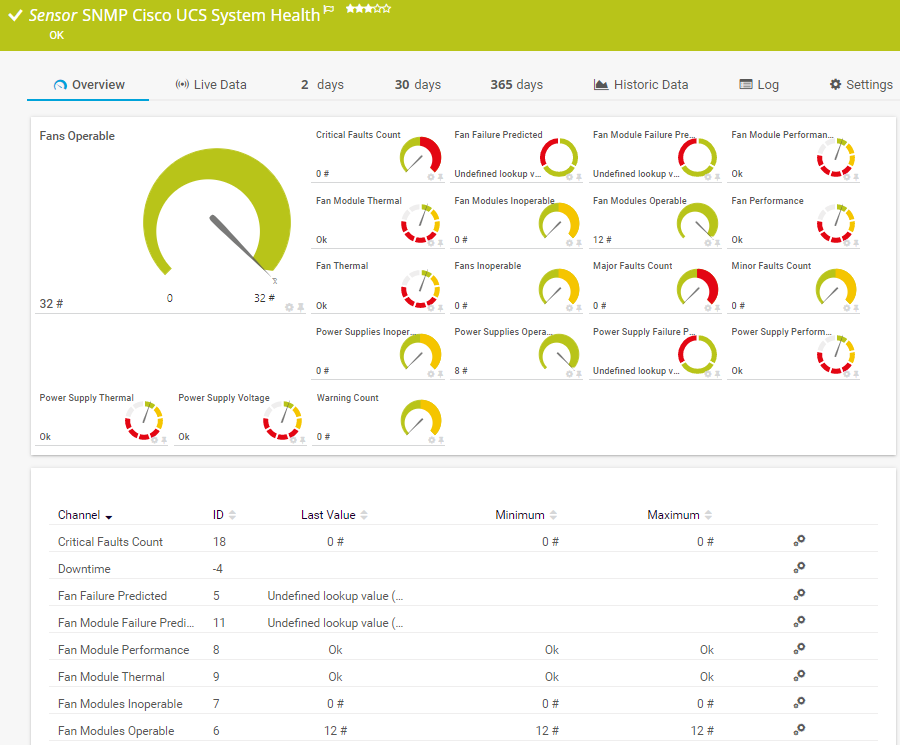 Sensor SNMP Cisco UCS System Health
OK
Overview
Live Data
2 days
30 days
365 days
Historic Data
Log
Settings
Fans Operable
0
32 #
32 #
Critical Faults Count
0 #
Fan Failure Predicted
Undefined lookup v...
Fan Module Failure Pre...
Undefined lookup v...
Fan Module Performan...
Ok
Fan Module Thermal
Ok
Fan Modules Inoperable
0 #
Fan Modules Operable
12 #
Fan Performance
Ok
Fan Thermal
Ok
Fans Inoperable
0 #
Major Faults Count
0 #
Minor Faults Count
0 #
Power Supplies Inoper...
0 #
Power Supplies Opera...
8 #
Power Supply Failure P...
Undefined lookup v...
Power Supply Perform...
Ok
Power Supply Thermal
Ok
Power Supply Voltage
Ok
Warning Count
0 #
Channel ID Last Value Minimum Maximum
Critical Faults Count 18 0 # 0 # 0 #
Downtime -4
Fan Failure Predicted 5 Undefined lookup value (...
Fan Module Failure Predi... 11 Undefined lookup value (...
Fan Module Performance 8 Ok Ok Ok
Fan Module Thermal 9 Ok Ok Ok
Fan Modules Inoperable 7 0 # 0 # 0 #
Fan Modules Operable 6 12 # 12 # 12 #